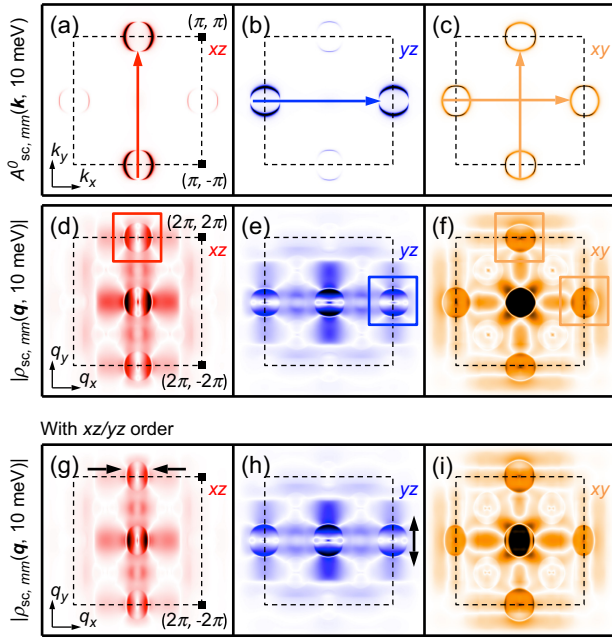 (a)
(π, π)
xz
(b)
yz
(c)
xy
A⁰sc, mm(k, 10 meV)
ky
kx
(π, -π)
(d)
(2π, 2π)
xz
(e)
yz
(f)
xy
|ρsc, mm(q, 10 meV)|
qy
qx
(2π, -2π)
With xz/yz order
(g)
xz
(h)
yz
(i)
xy
|ρsc, mm(q, 10 meV)|
qy
qx
(2π, -2π)